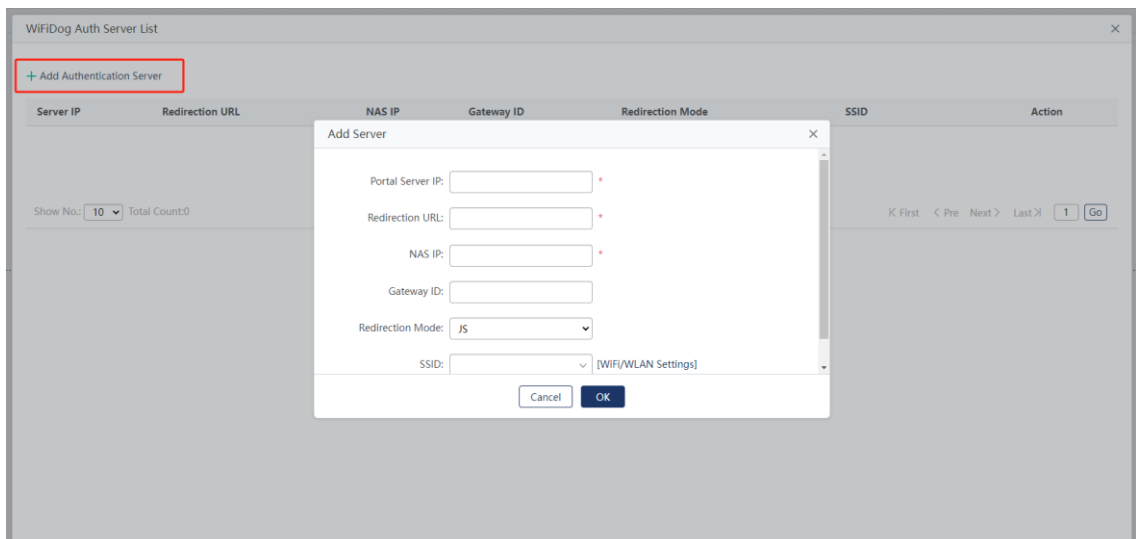 WiFiDog Auth Server List
+ Add Authentication Server
Server IP Redirection URL NAS IP Gateway ID Redirection Mode SSID Action
Add Server
Portal Server IP: *
Redirection URL: *
NAS IP: *
Gateway ID:
Redirection Mode: JS
SSID: [WiFi/WLAN Settings]
Cancel OK
Show No.: 10 Total Count:0 First Pre Next Last 1 Go